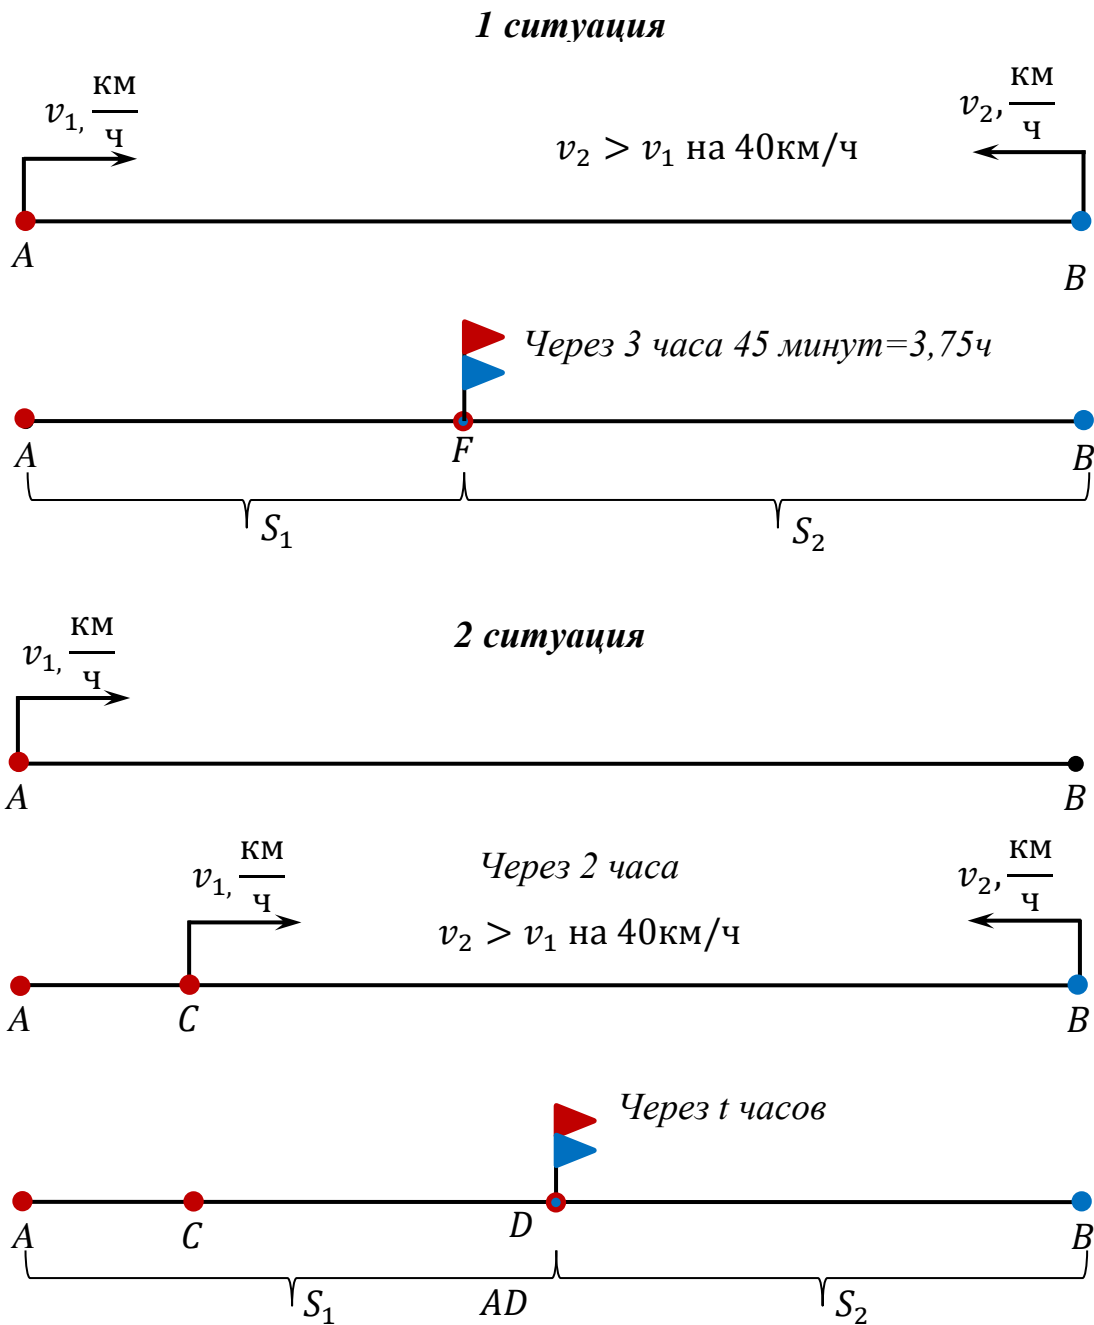 1 ситуация
v₁, км/ч
v₂, км/ч
v₂ > v₁ на 40км/ч
A
B
Через 3 часа 45 минут=3,75ч
A
F
B
S₁
S₂
2 ситуация
v₁, км/ч
A
B
v₁, км/ч
Через 2 часа
v₂, км/ч
v₂ > v₁ на 40км/ч
A
C
B
Через t часов
A
C
D
B
S₁
AD
S₂